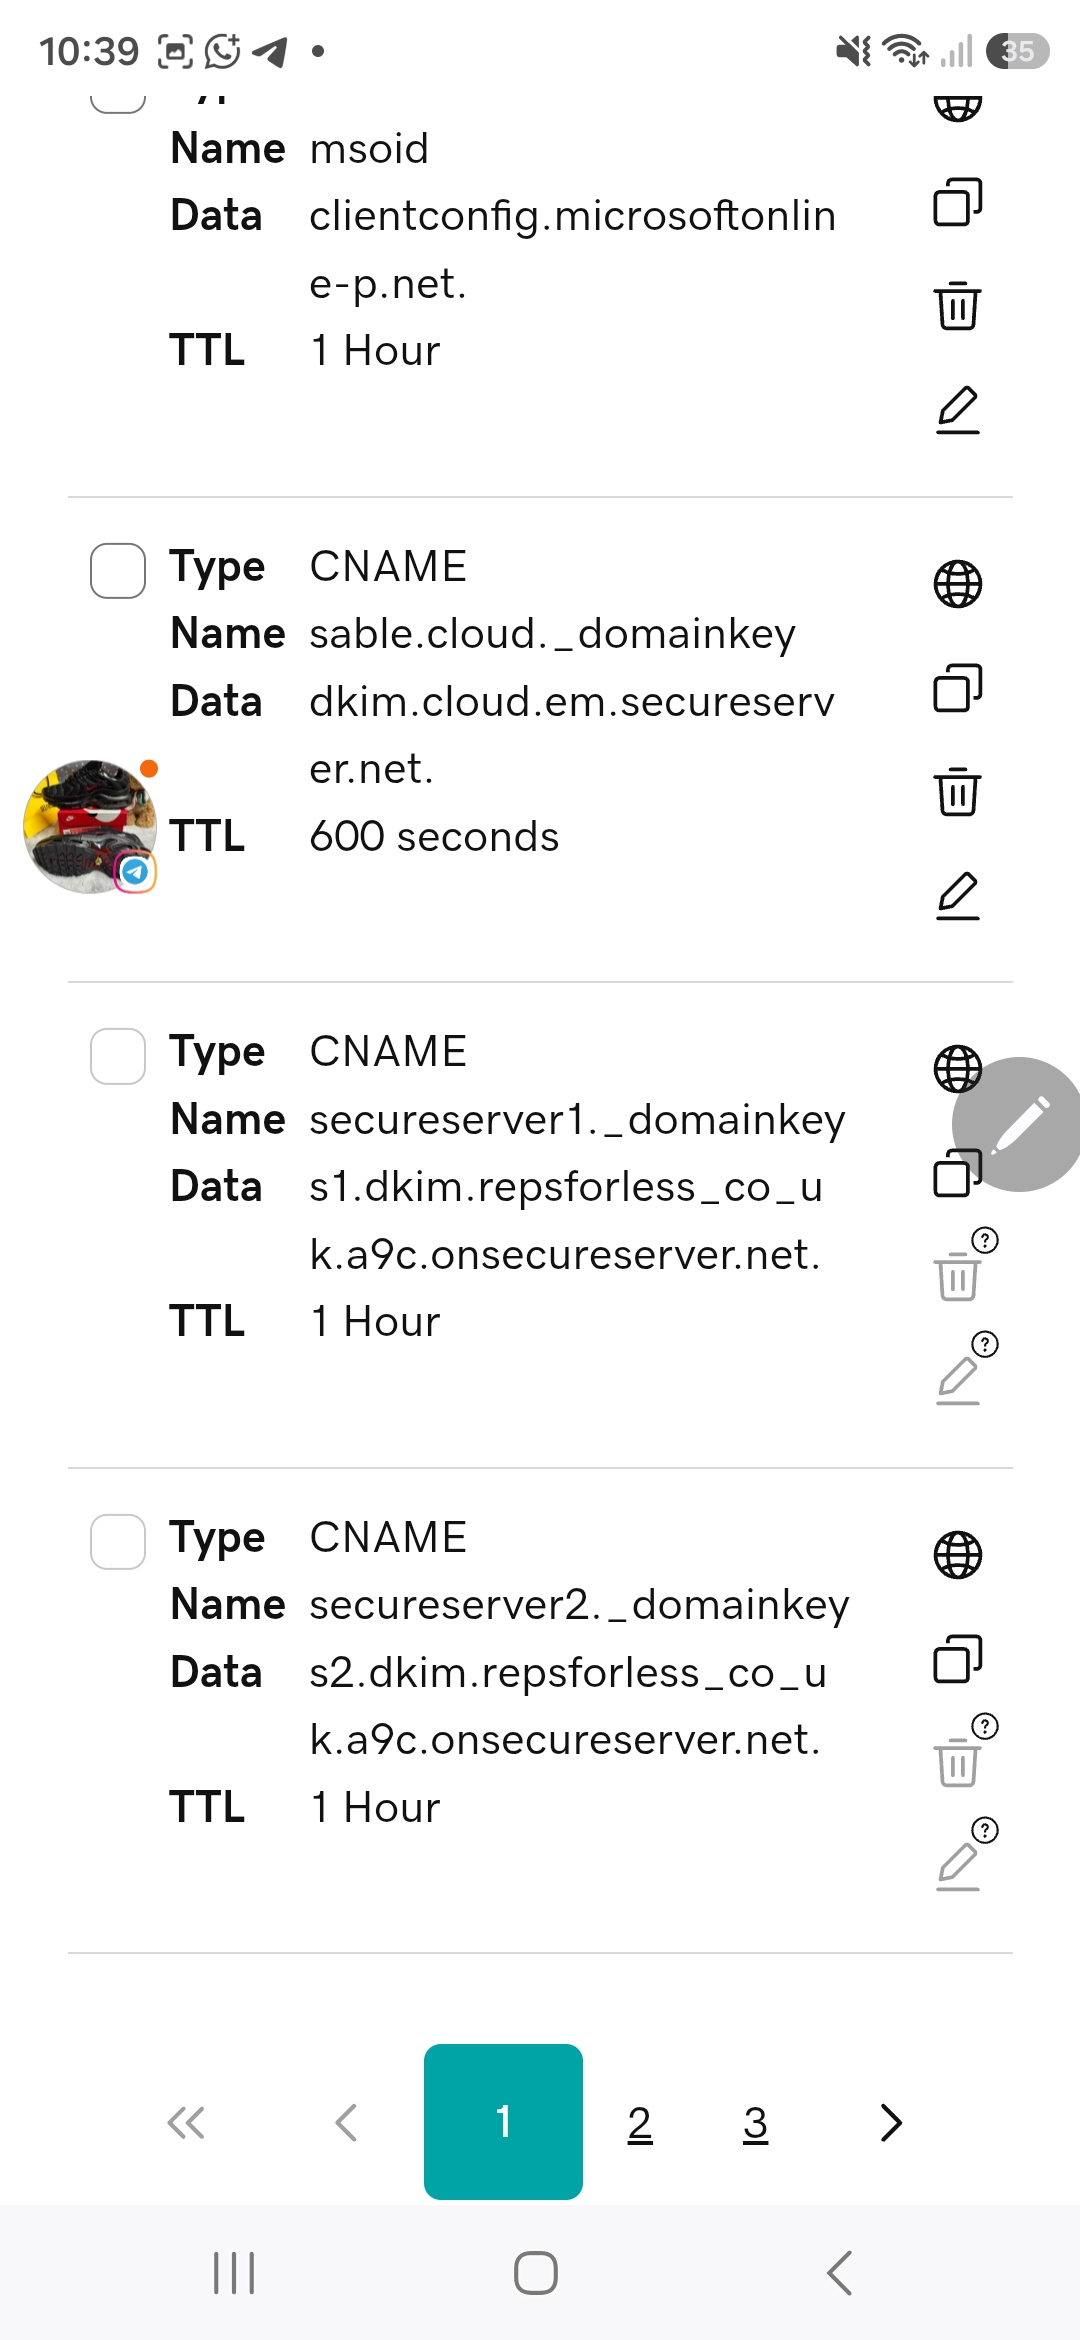 10:39
35
Name msoid
Data clientconfig.microsoftonlin
e-p.net.
TTL 1 Hour
Type CNAME
Name sable.cloud._domainkey
Data dkim.cloud.em.secureserv
er.net.
TTL 600 seconds
Type CNAME
Name secureserver1._domainkey
Data s1.dkim.repsforless_co_u
k.a9c.onsecureserver.net.
TTL 1 Hour
Type CNAME
Name secureserver2._domainkey
Data s2.dkim.repsforless_co_u
k.a9c.onsecureserver.net.
TTL 1 Hour
1 2 3